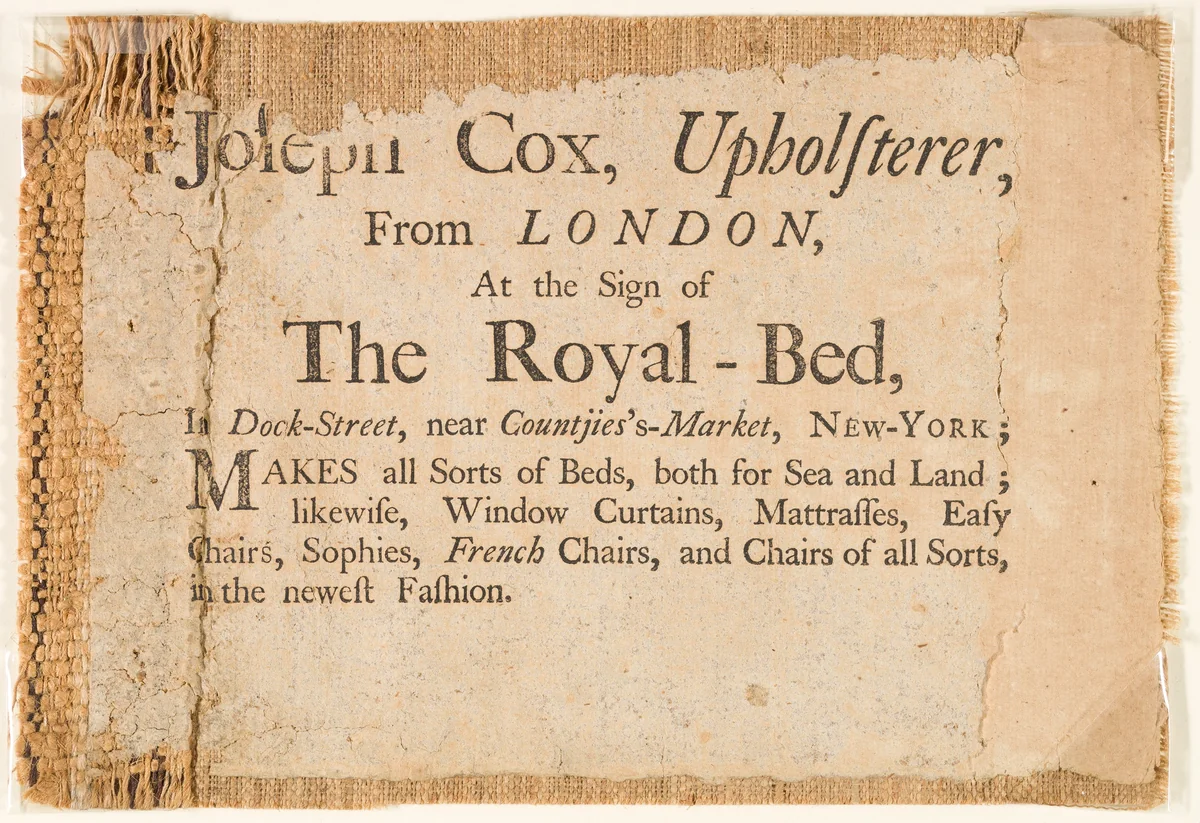 Joſeph Cox, Upholſterer,
From LONDON,
At the Sign of
The Royal-Bed,
In Dock-Street, near Countjies's-Market, NEW-YORK;
MAKES all Sorts of Beds, both for Sea and Land;
likewiſe, Window Curtains, Mattraſſes, Eaſy
Chairs, Sophies, French Chairs, and Chairs of all Sorts,
in the neweſt Faſhion.